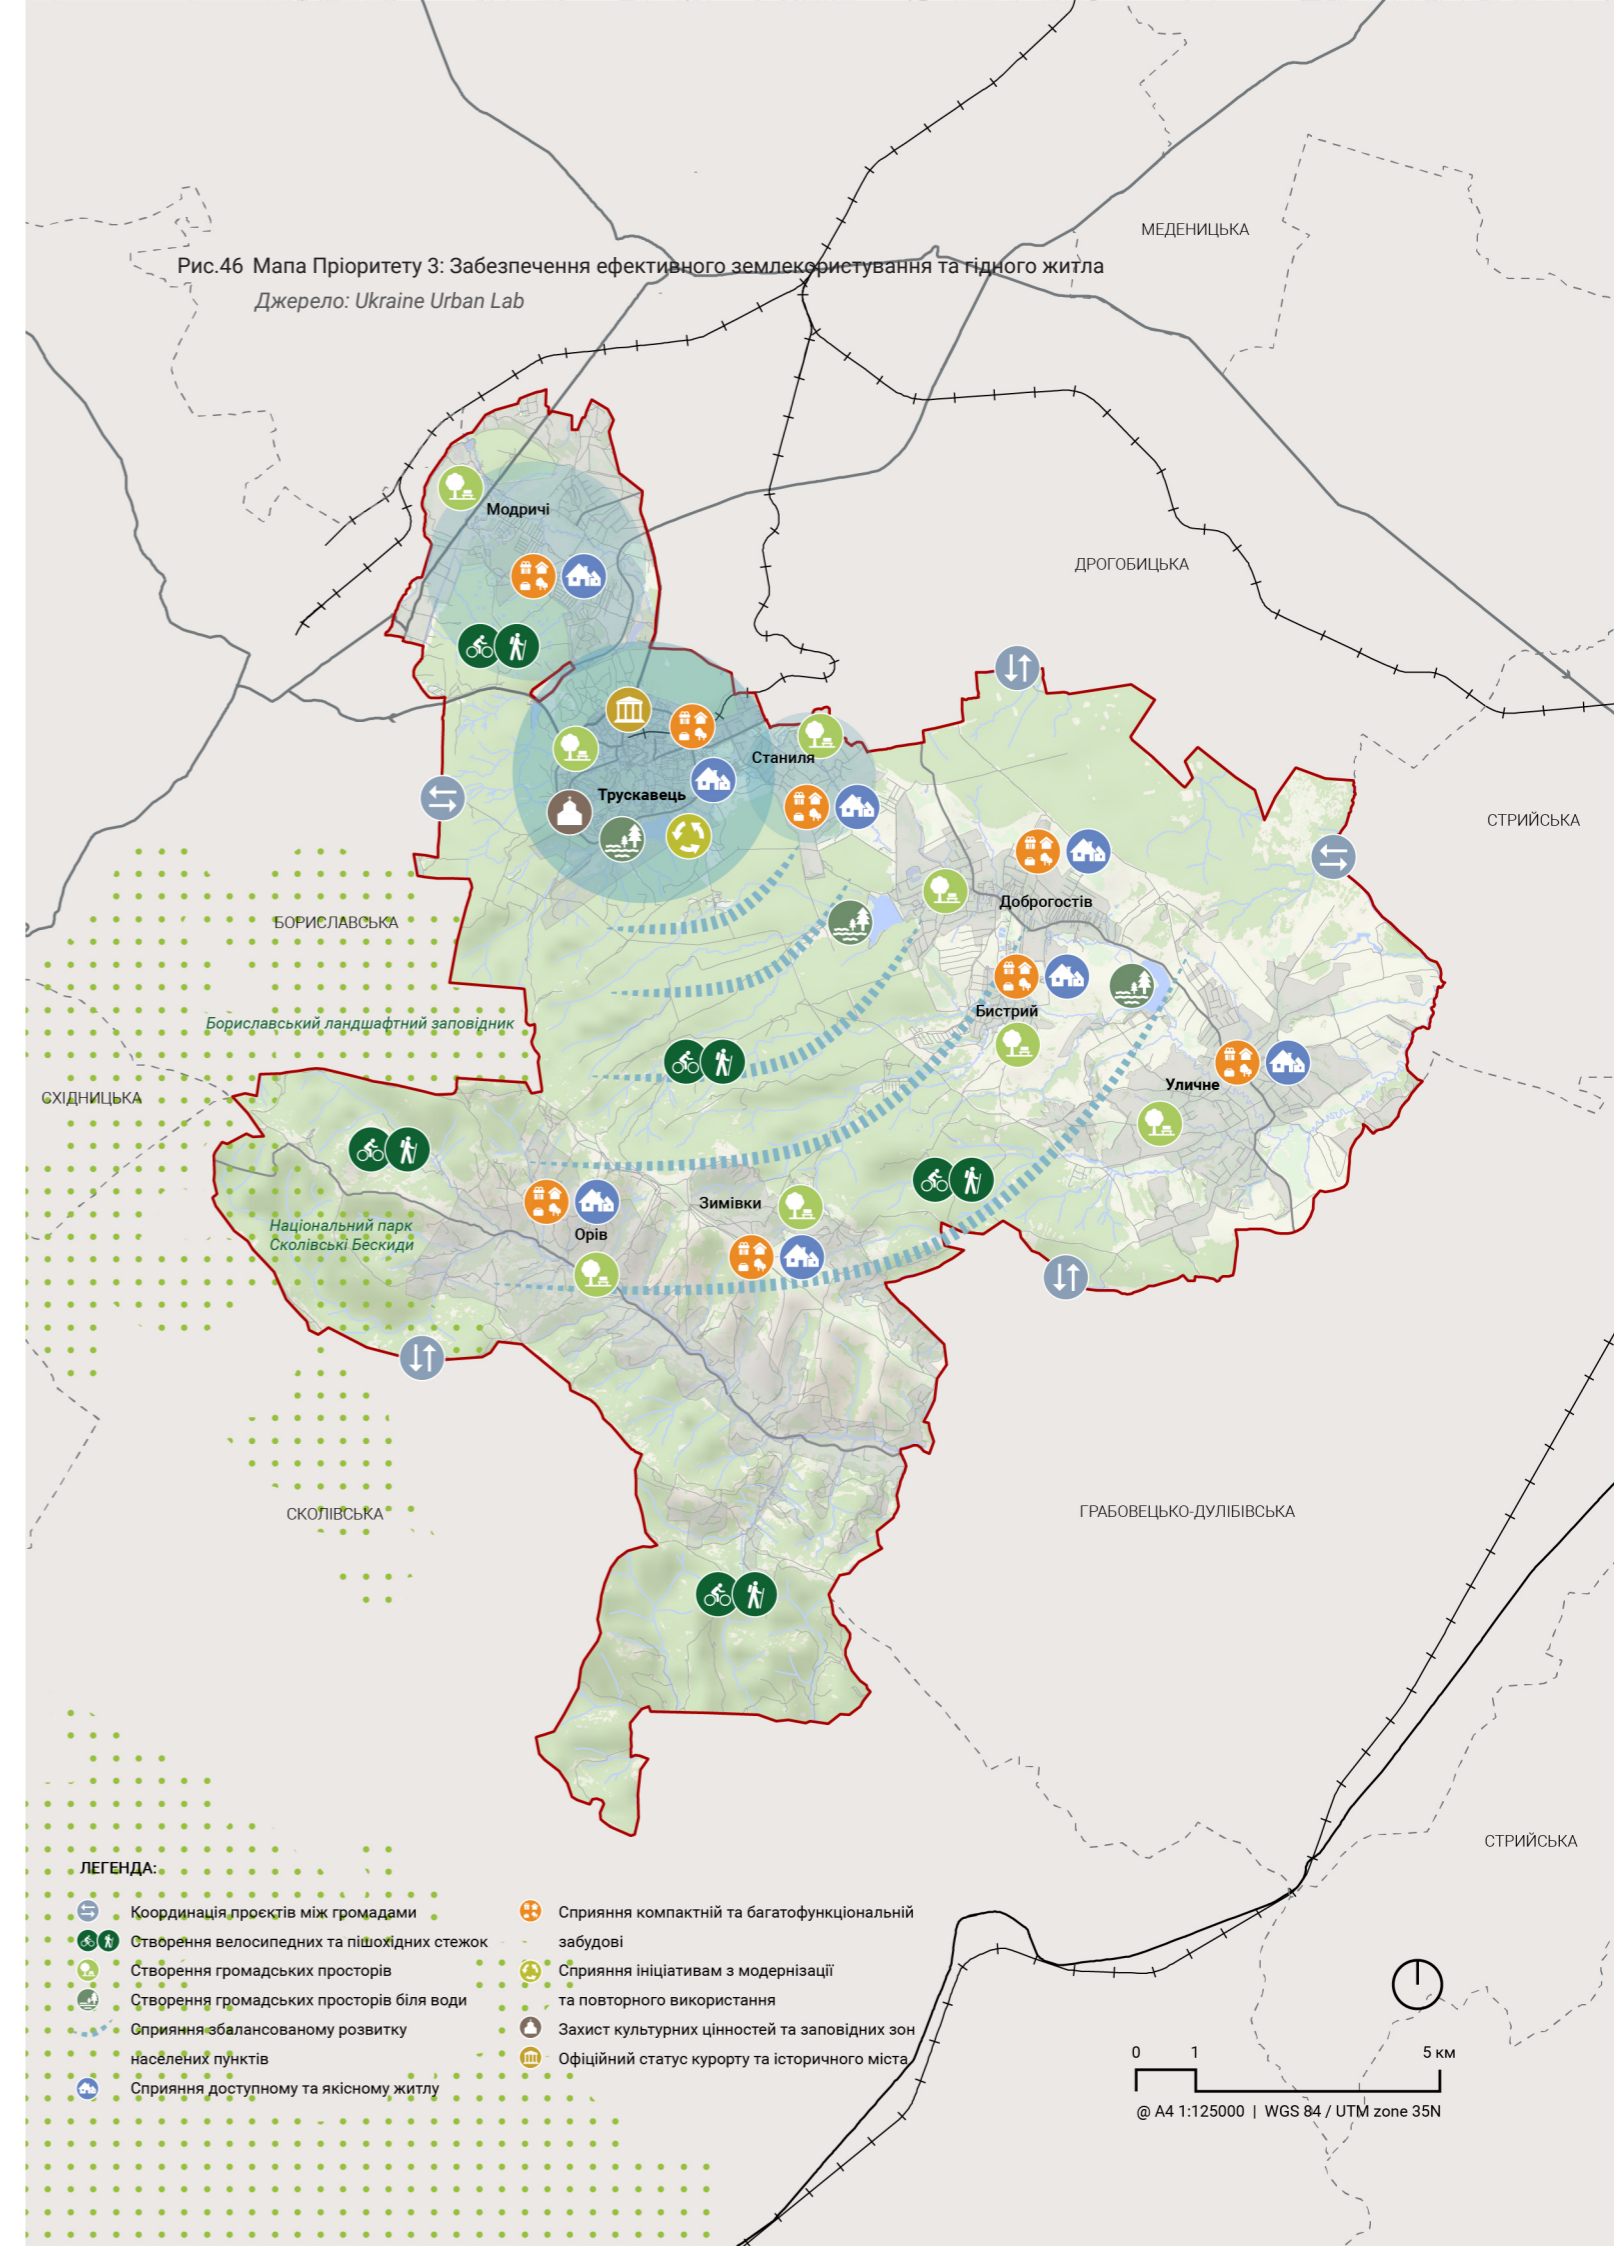 МЕДЕНИЦЬКА
Рис.46 Мапа Пріоритету 3: Забезпечення ефективного землекористування та гідного житла
Джерело: Ukraine Urban Lab
Модричі
ДРОГОБИЦЬКА
Станиля
Трускавець
СТРИЙСЬКА
Доброгостів
БОРИСЛАВСЬКА
Бистрий
Бориславський ландшафтний заповідник
Уличне
СХІДНИЦЬКА
Зимівки
Національний парк
Сколівські Бескиди
Орів
СКОЛІВСЬКА
ГРАБОВЕЦЬКО-ДУЛІБІВСЬКА
СТРИЙСЬКА
ЛЕГЕНДА:
Координація проєктів між громадами
Створення велосипедних та пішохідних стежок
Створення громадських просторів
Створення громадських просторів біля води
Сприяння збалансованому розвитку
населених пунктів
Сприяння доступному та якісному житлу
Сприяння компактній та багатофункціональній
забудові
Сприяння ініціативам з модернізації
та повторного використання
Захист культурних цінностей та заповідних зон
Офіційний статус курорту та історичного міста
0 1 5 км
@ A4 1:125000 | WGS 84 / UTM zone 35N